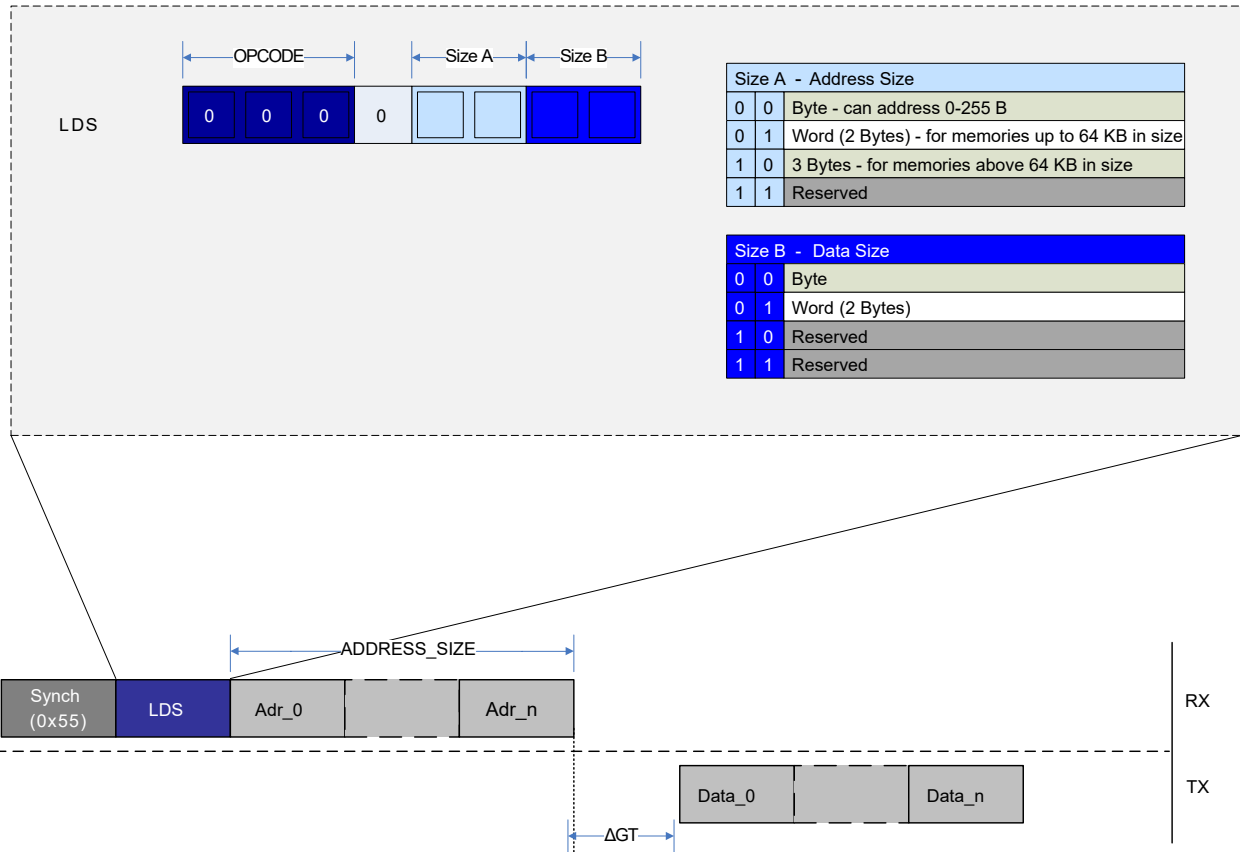 OPCODE Size A Size B
LDS 0 0 0 0
Size A - Address Size
0 0 Byte - can address 0-255 B
0 1 Word (2 Bytes) - for memories up to 64 KB in size
1 0 3 Bytes - for memories above 64 KB in size
1 1 Reserved
Size B - Data Size
0 0 Byte
0 1 Word (2 Bytes)
1 0 Reserved
1 1 Reserved
ADDRESS_SIZE
Synch
(0x55)
LDS Adr_0 Adr_n RX
Data_0 Data_n TX
ΔGT